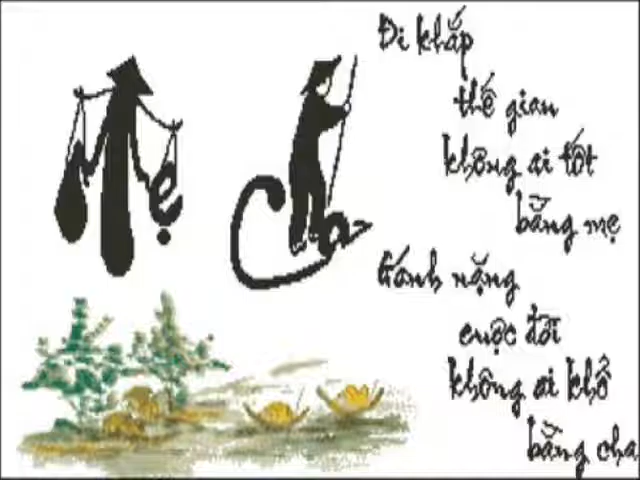 Mẹ Cha
Đi khắp
thế gian
không ai tốt
bằng mẹ
Gánh nặng
cuộc đời
không ai khổ
bằng cha